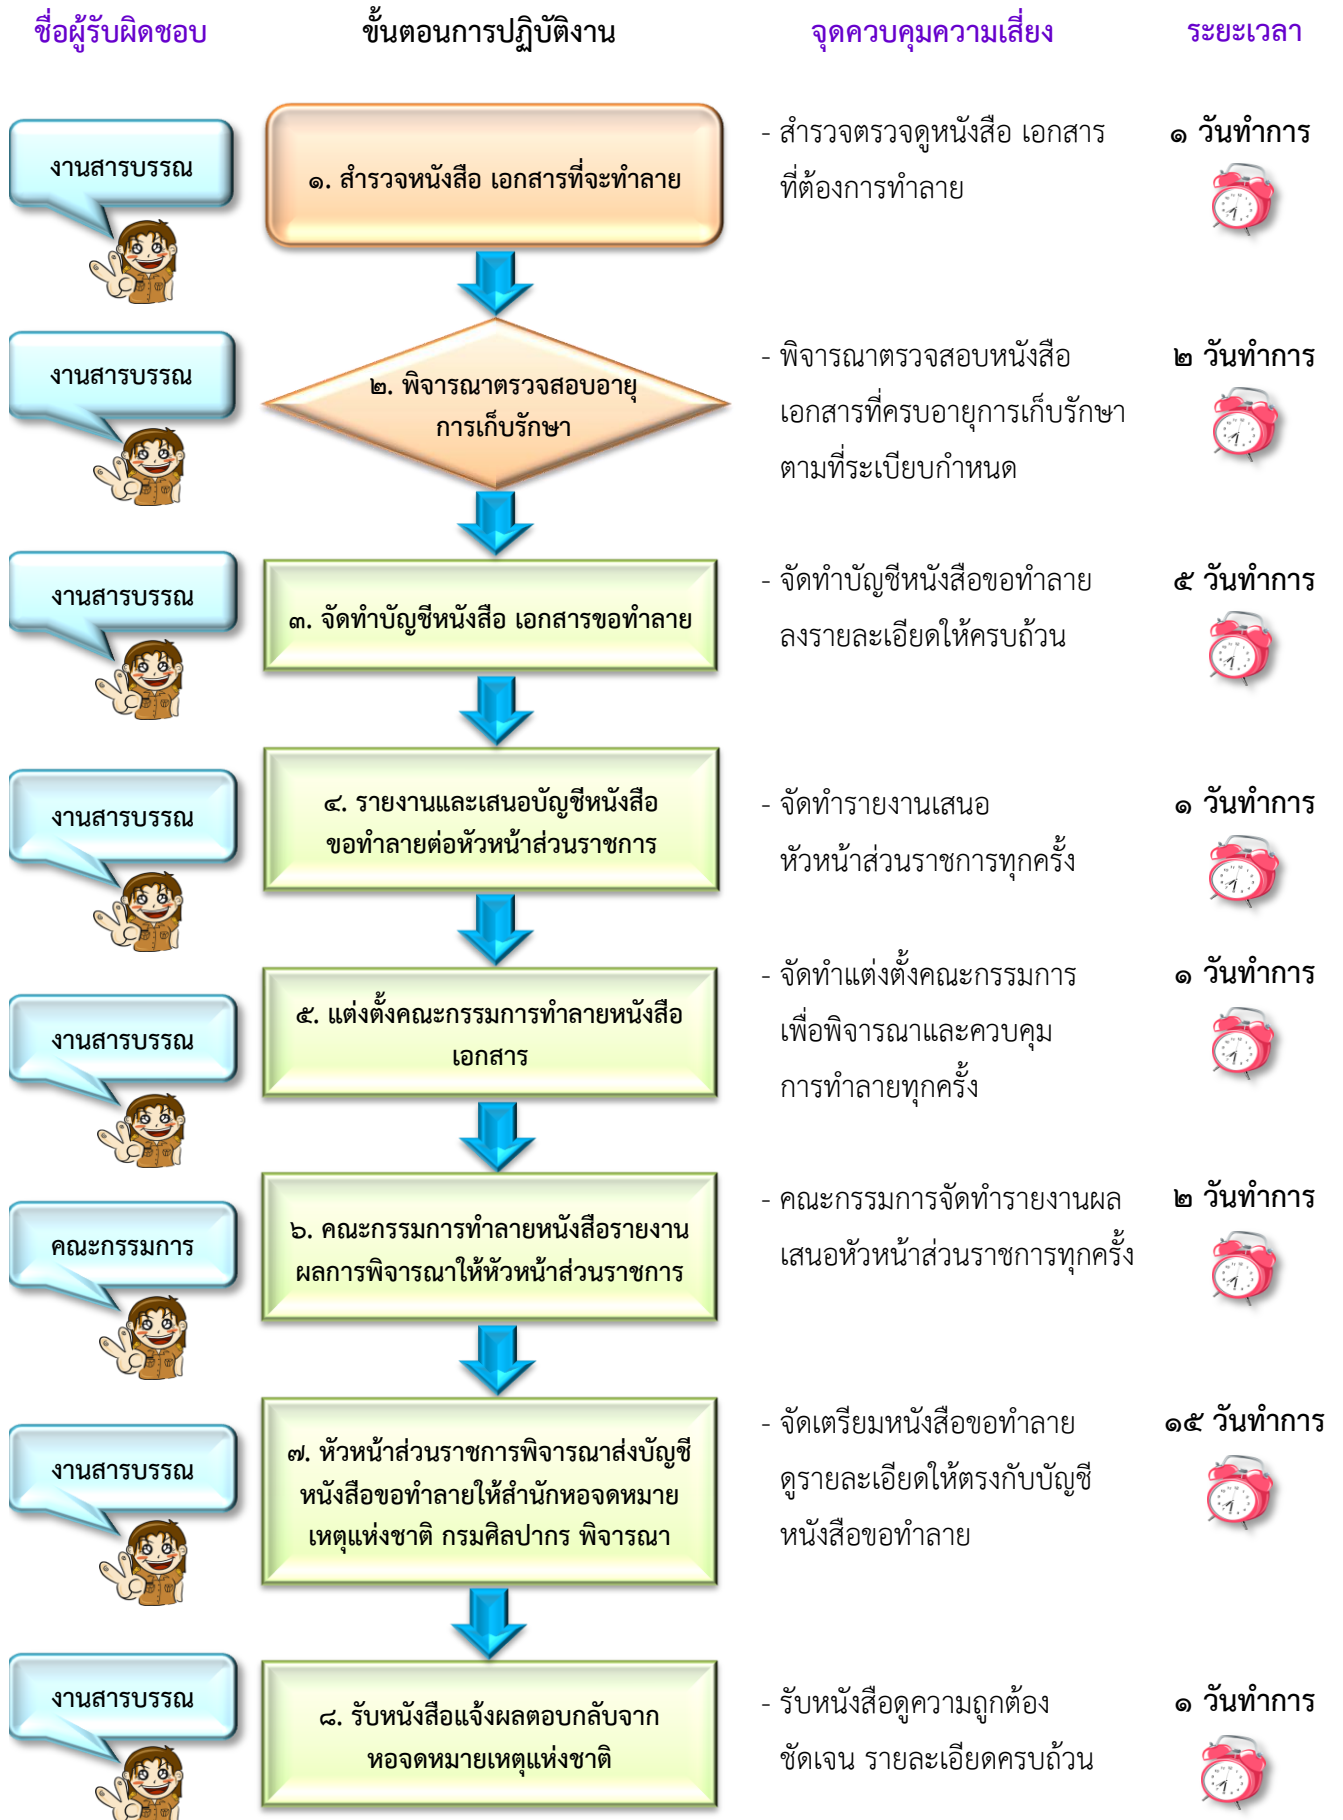 ชื่อผู้รับผิดชอบ ขั้นตอนการปฏิบัติงาน จุดควบคุมความเสี่ยง ระยะเวลา
งานสารบรรณ
๑. สำรวจหนังสือ เอกสารที่จะทำลาย
- สำรวจตรวจดูหนังสือ เอกสาร
ที่ต้องการทำลาย
๑ วันทำการ
งานสารบรรณ
๒. พิจารณาตรวจสอบอายุ
การเก็บรักษา
- พิจารณาตรวจสอบหนังสือ
เอกสารที่ครบอายุการเก็บรักษา
ตามที่ระเบียบกำหนด
๒ วันทำการ
งานสารบรรณ
๓. จัดทำบัญชีหนังสือ เอกสารขอทำลาย
- จัดทำบัญชีหนังสือขอทำลาย
ลงรายละเอียดให้ครบถ้วน
๕ วันทำการ
งานสารบรรณ
๔. รายงานและเสนอบัญชีหนังสือ
ขอทำลายต่อหัวหน้าส่วนราชการ
- จัดทำรายงานเสนอ
หัวหน้าส่วนราชการทุกครั้ง
๑ วันทำการ
งานสารบรรณ
๕. แต่งตั้งคณะกรรมการทำลายหนังสือ
เอกสาร
- จัดทำแต่งตั้งคณะกรรมการ
เพื่อพิจารณาและควบคุม
การทำลายทุกครั้ง
๑ วันทำการ
คณะกรรมการ
๖. คณะกรรมการทำลายหนังสือรายงาน
ผลการพิจารณาให้หัวหน้าส่วนราชการ
- คณะกรรมการจัดทำรายงานผล
เสนอหัวหน้าส่วนราชการทุกครั้ง
๒ วันทำการ
งานสารบรรณ
๗. หัวหน้าส่วนราชการพิจารณาส่งบัญชี
หนังสือขอทำลายให้สำนักหอจดหมาย
เหตุแห่งชาติ กรมศิลปากร พิจารณา
- จัดเตรียมหนังสือขอทำลาย
ดูรายละเอียดให้ตรงกับบัญชี
หนังสือขอทำลาย
๑๕ วันทำการ
งานสารบรรณ
๘. รับหนังสือแจ้งผลตอบกลับจาก
หอจดหมายเหตุแห่งชาติ
- รับหนังสือดูความถูกต้อง
ชัดเจน รายละเอียดครบถ้วน
๑ วันทำการ